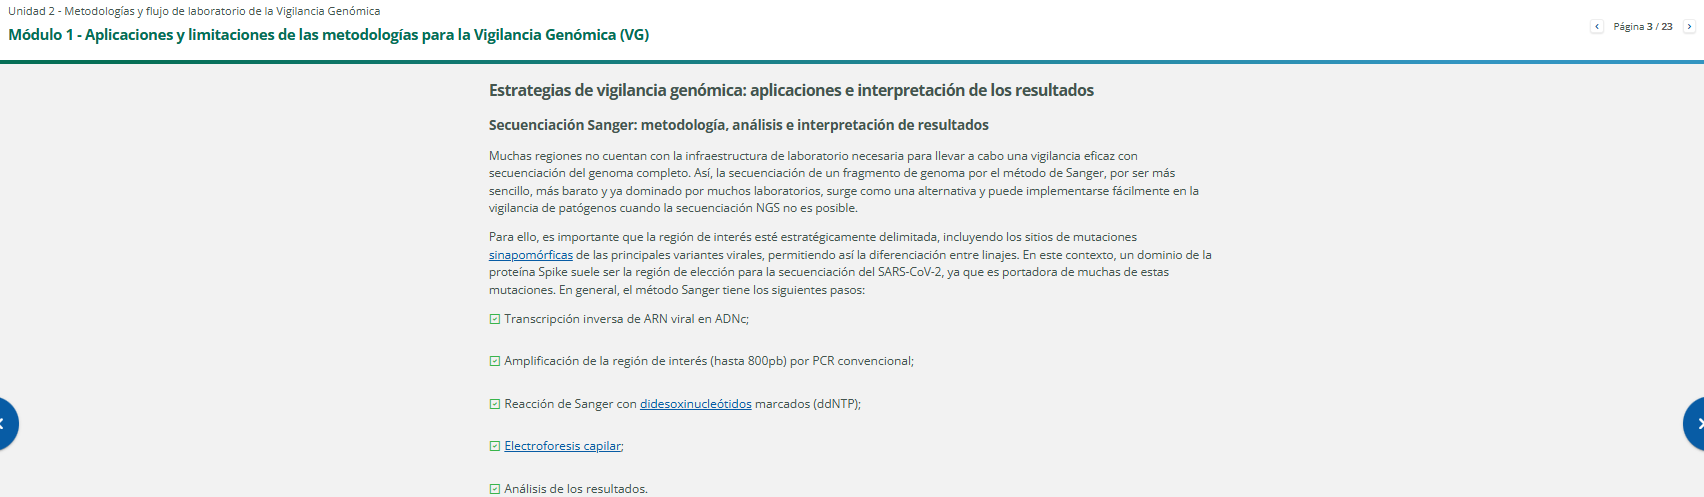 Unidad 2 - Metodologías y flujo de laboratorio de la Vigilancia Genómica
Módulo 1 - Aplicaciones y limitaciones de las metodologías para la Vigilancia Genómica (VG)
Página 3 / 23
Estrategias de vigilancia genómica: aplicaciones e interpretación de los resultados
Secuenciación Sanger: metodología, análisis e interpretación de resultados
Muchas regiones no cuentan con la infraestructura de laboratorio necesaria para llevar a cabo una vigilancia eficaz con
secuenciación del genoma completo. Así, la secuenciación de un fragmento de genoma por el método de Sanger, por ser más
sencillo, más barato y ya dominado por muchos laboratorios, surge como una alternativa y puede implementarse fácilmente en la
vigilancia de patógenos cuando la secuenciación NGS no es posible.
Para ello, es importante que la región de interés esté estratégicamente delimitada, incluyendo los sitios de mutaciones
sinapomórficas de las principales variantes virales, permitiendo así la diferenciación entre linajes. En este contexto, un dominio de la
proteína Spike suele ser la región de elección para la secuenciación del SARS-CoV-2, ya que es portadora de muchas de estas
mutaciones. En general, el método Sanger tiene los siguientes pasos:
Transcripción inversa de ARN viral en ADNc;
Amplificación de la región de interés (hasta 800pb) por PCR convencional;
Reacción de Sanger con didesoxinucleótidos marcados (ddNTP);
Electroforesis capilar;
Análisis de los resultados.